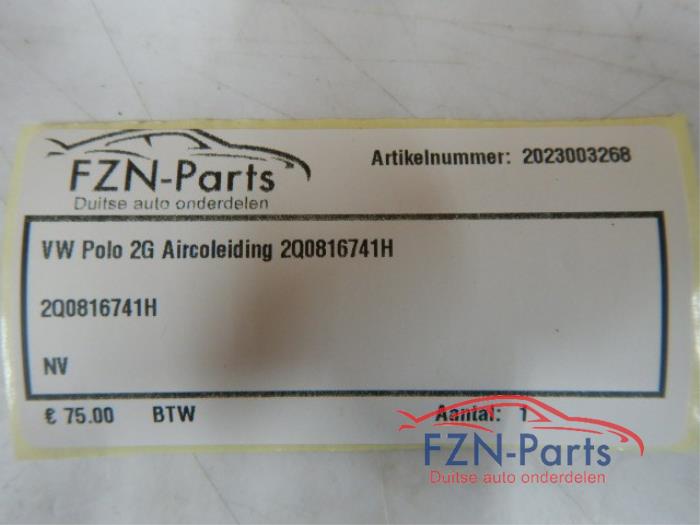 FZN-Parts
Duitse auto onderdelen
Artikelnummer: 2023003268
VW Polo 2G Aircoleiding 2Q0816741H
2Q0816741H
NV
€ 75.00 BTW Aantal: 1
FZN-Parts
Duitse auto onderdelen